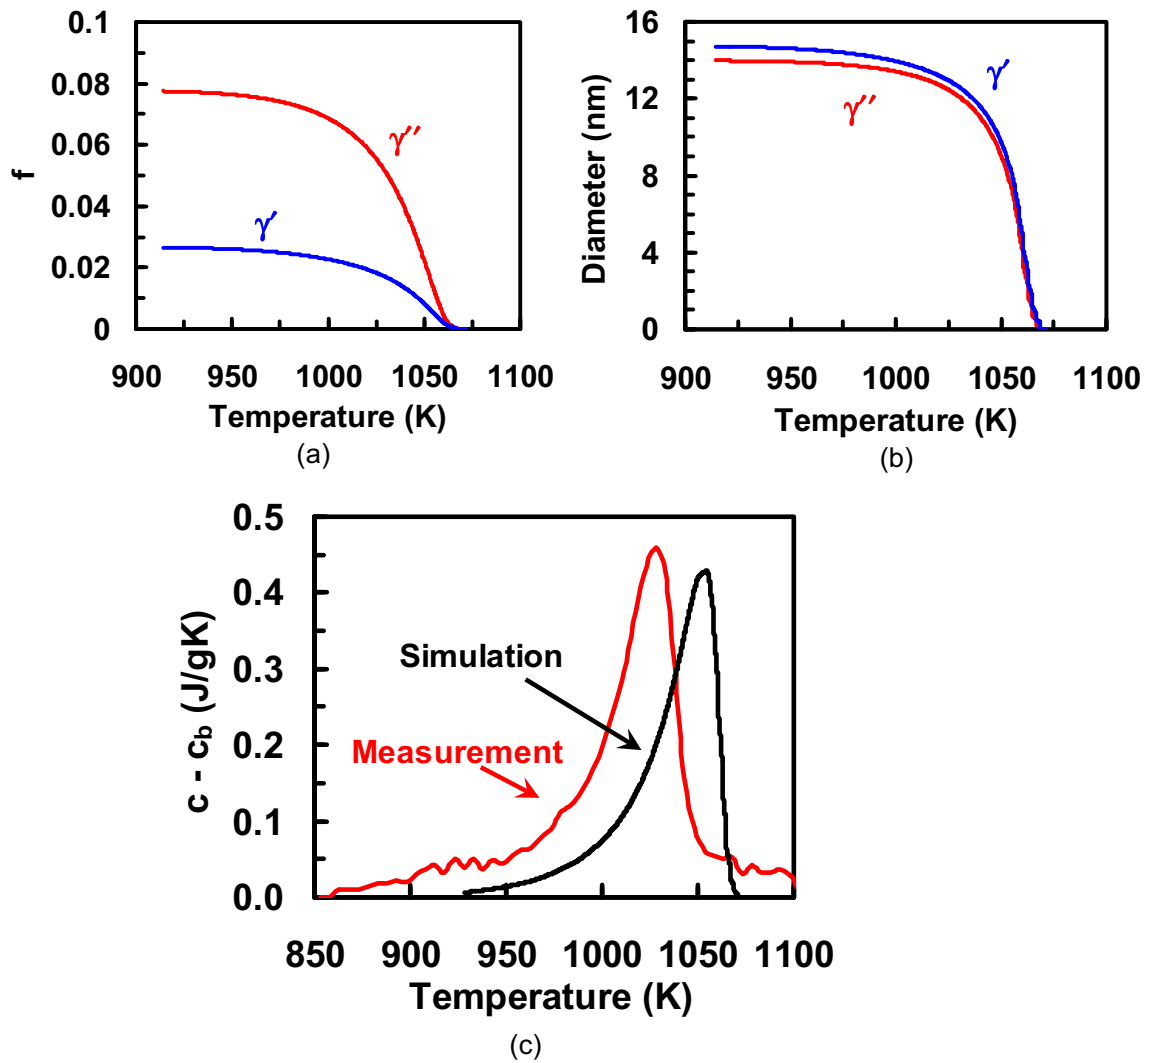 0.1
0.08
0.06
0.04
0.02
0
f
γ′′
γ′
900 950 1000 1050 1100
Temperature (K)
(a)
16
12
8
4
0
Diameter (nm)
γ′
γ′′
900 950 1000 1050 1100
Temperature (K)
(b)
0.5
0.4
0.3
0.2
0.1
0.0
c - c_b (J/gK)
Simulation
Measurement
850 900 950 1000 1050 1100
Temperature (K)
(c)